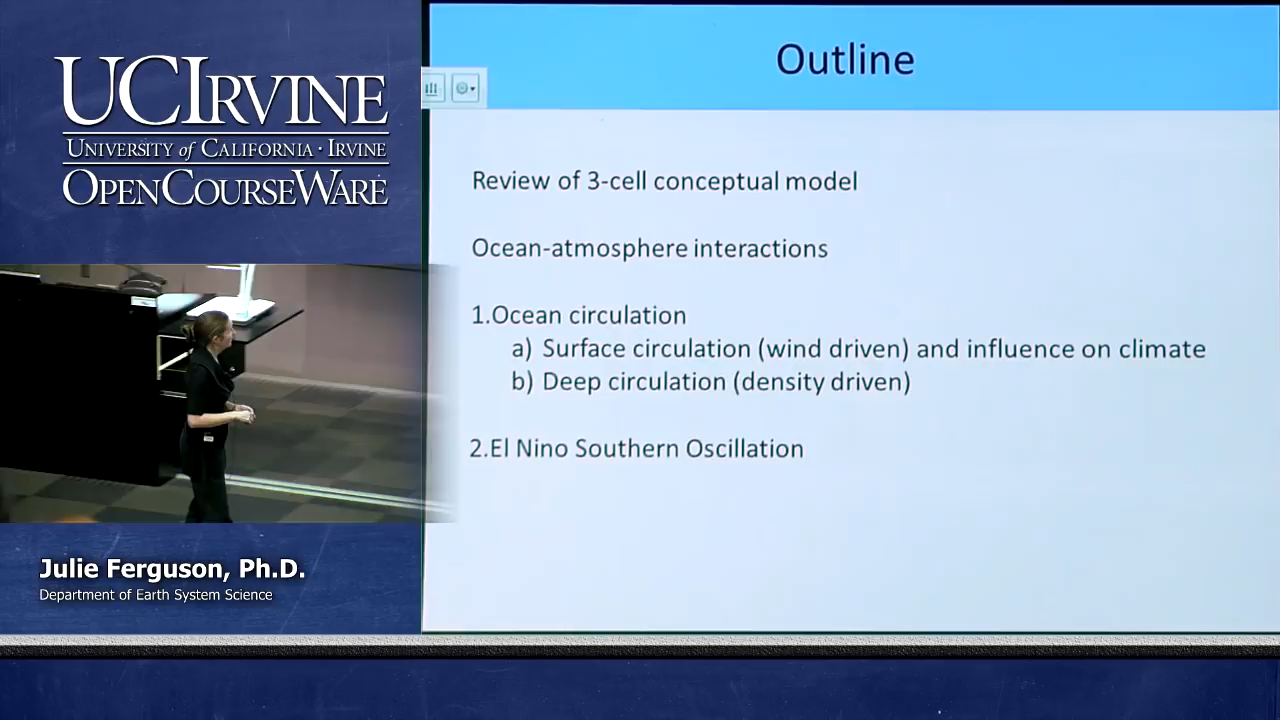 UCIRVINE
UNIVERSITY of CALIFORNIA · IRVINE
OPENCOURSEWARE
Julie Ferguson, Ph.D.
Department of Earth System Science
Outline
Review of 3-cell conceptual model
Ocean-atmosphere interactions
1.Ocean circulation
a) Surface circulation (wind driven) and influence on climate
b) Deep circulation (density driven)
2.El Nino Southern Oscillation